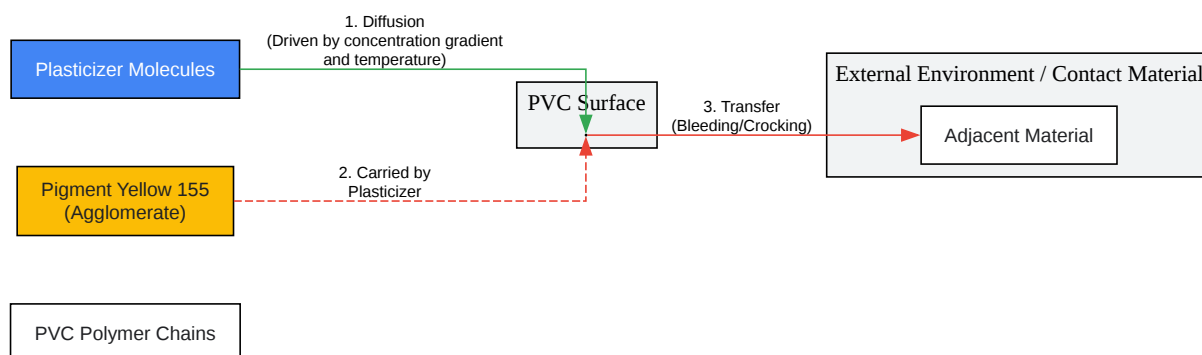 1. Diffusion
(Driven by concentration gradient
and temperature)
Plasticizer Molecules
PVC Surface
3. Transfer
(Bleeding/Crocking)
External Environment / Contact Material
Adjacent Material
2. Carried by
Plasticizer
Pigment Yellow 155
(Agglomerate)
PVC Polymer Chains